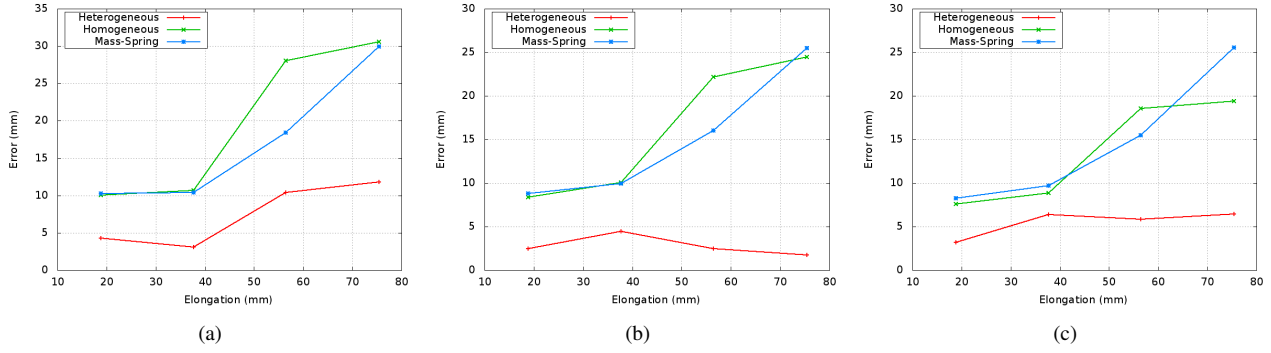 Heterogeneous
Homogeneous
Mass-Spring
35
30
25
20
15
10
5
0
Error (mm)
10 20 30 40 50 60 70 80
Elongation (mm)
(a)
Heterogeneous
Homogeneous
Mass-Spring
30
25
20
15
10
5
0
Error (mm)
10 20 30 40 50 60 70 80
Elongation (mm)
(b)
Heterogeneous
Homogeneous
Mass-Spring
30
25
20
15
10
5
0
Error (mm)
10 20 30 40 50 60 70 80
Elongation (mm)
(c)